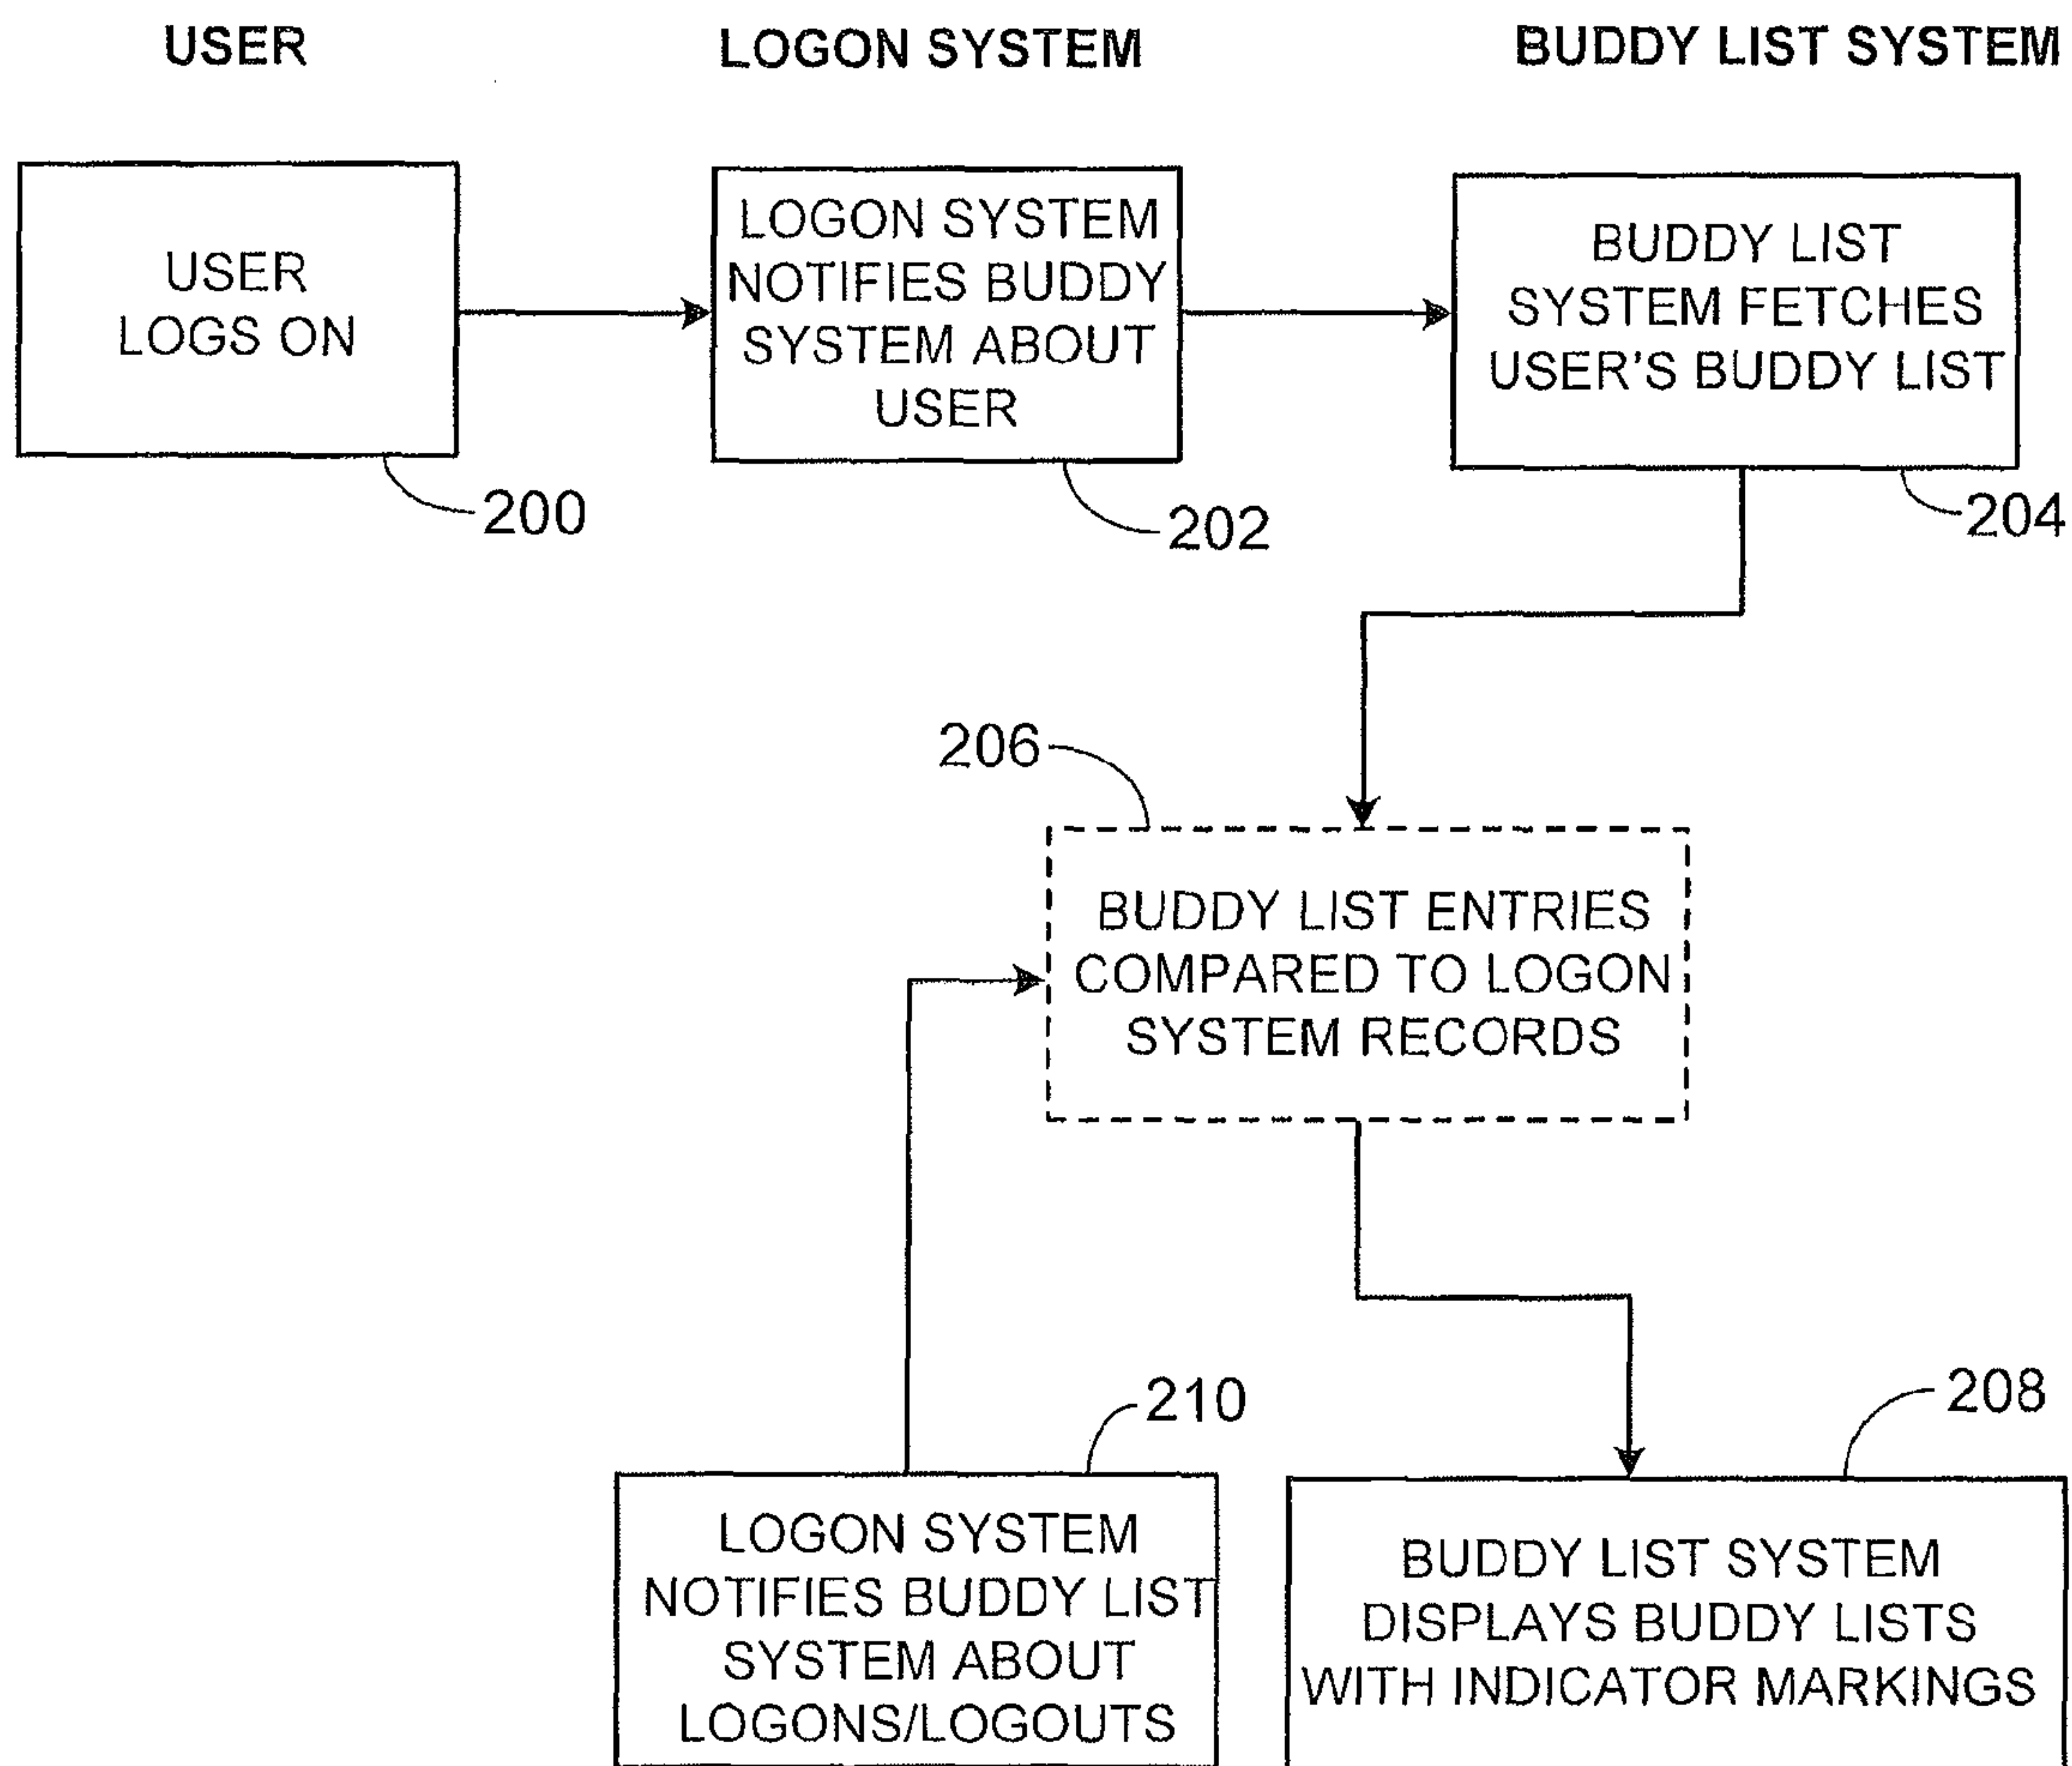 USER
LOGON SYSTEM
BUDDY LIST SYSTEM
USER
LOGS ON
200
LOGON SYSTEM
NOTIFIES BUDDY
SYSTEM ABOUT
USER
202
BUDDY LIST
SYSTEM FETCHES
USER'S BUDDY LIST
204
206
BUDDY LIST ENTRIES
COMPARED TO LOGON
SYSTEM RECORDS
210
LOGON SYSTEM
NOTIFIES BUDDY LIST
SYSTEM ABOUT
LOGONS/LOGOUTS
208
BUDDY LIST SYSTEM
DISPLAYS BUDDY LISTS
WITH INDICATOR MARKINGS